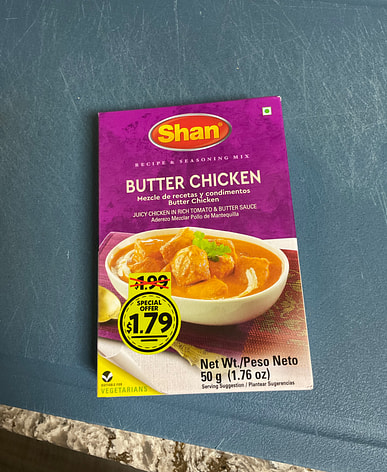 Shan®
RECIPE & SEASONING MIX
BUTTER CHICKEN
Mezcle de recetas y condimentos
Butter Chicken
JUICY CHICKEN IN RICH TOMATO & BUTTER SAUCE
Aderezo Mezclar Pollo de Mantequilla
$1.99
SPECIAL
OFFER
$1.79
Net Wt./Peso Neto
50 g (1.76 oz)
Serving Suggestion / Plantear Sugerencias
SUITABLE FOR
VEGETARIANS